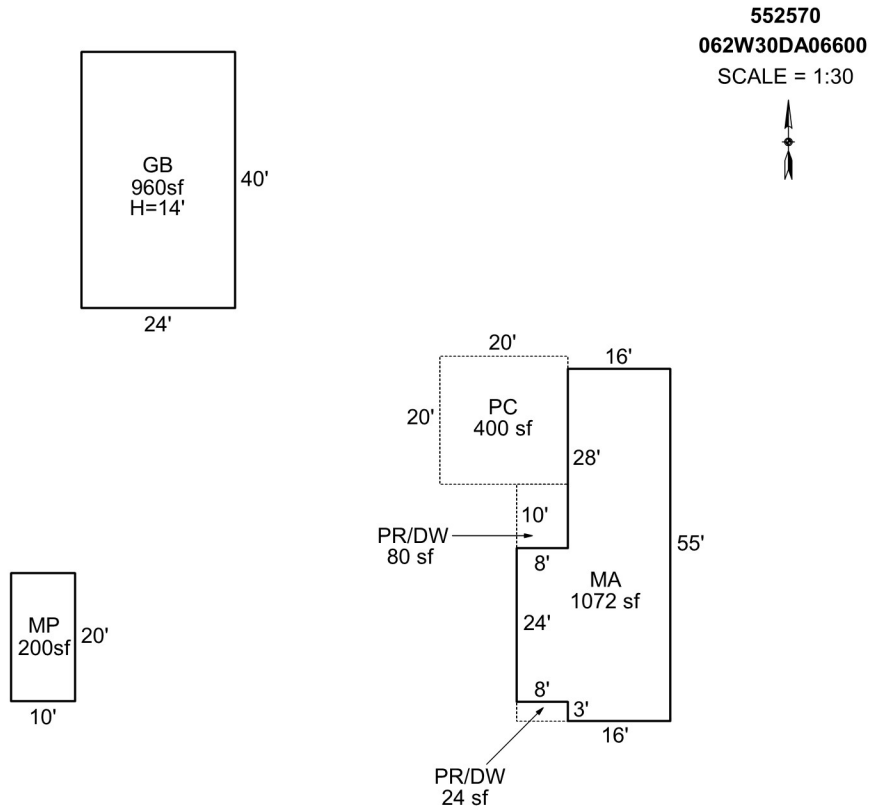 552570
062W30DA06600
SCALE = 1:30
GB
960sf
H=14'
40'
24'
20'
16'
20'
PC
400 sf
28'
10'
PR/DW
80 sf
8'
55'
MA
1072 sf
24'
MP
200sf
20'
10'
8'
3'
16'
PR/DW
24 sf